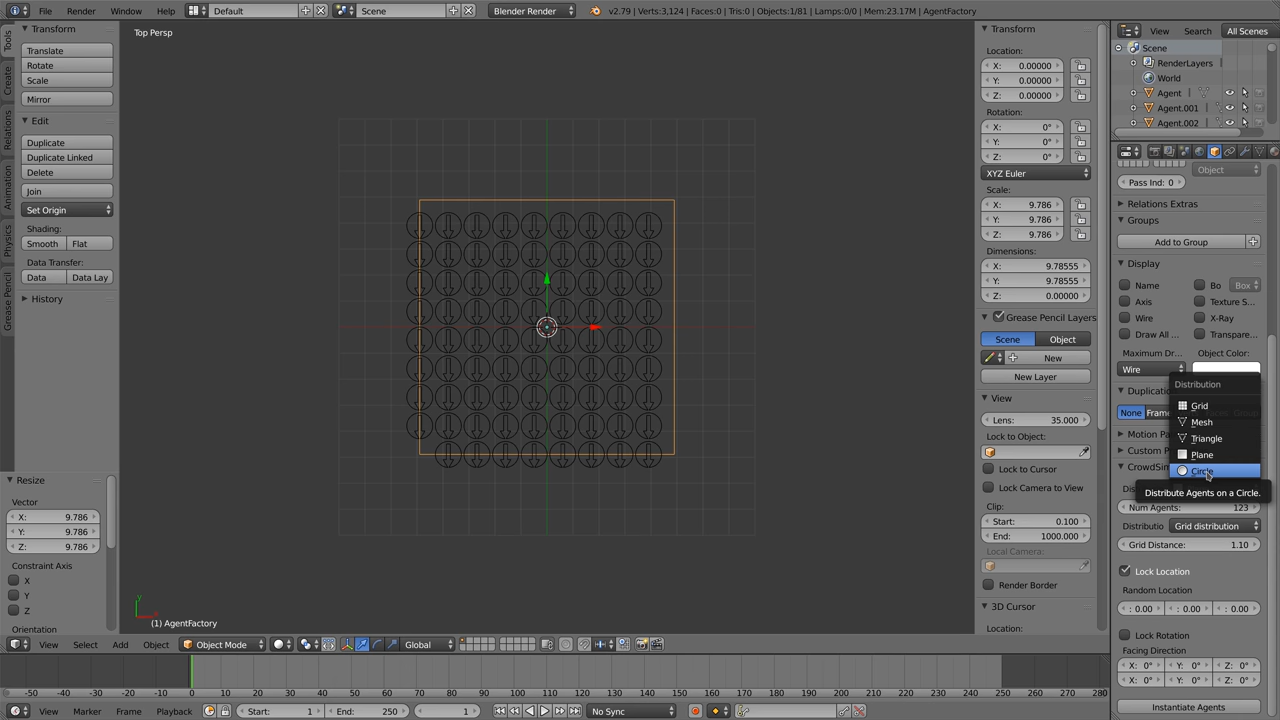 File Render Window Help Default Scene Blender Render v2.79 | Verts:3,124 | Faces:0 | Tris:0 | Objects:1/81 | Lamps:0/0 | Mem:23.17M | AgentFactory
Tools
Create
Relations
Animation
Physics
Grease Pencil
Transform
Translate
Rotate
Scale
Mirror
Edit
Duplicate
Duplicate Linked
Delete
Join
Set Origin
Shading:
Smooth Flat
Data Transfer:
Data Data Lay
History
Resize
Vector
X: 9.786
Y: 9.786
Z: 9.786
Constraint Axis
X
Y
Z
Orientation
Top Persp
(1) AgentFactory
Transform
Location:
X: 0.00000
Y: 0.00000
Z: 0.00000
Rotation:
X: 0°
Y: 0°
Z: 0°
XYZ Euler
Scale:
X: 9.786
Y: 9.786
Z: 9.786
Dimensions:
X: 9.78555
Y: 9.78555
Z: 0.00000
Grease Pencil Layers
Scene Object
New
New Layer
View
Lens: 35.000
Lock to Object:
Lock to Cursor
Lock Camera to View
Clip:
Start: 0.100
End: 1000.000
Local Camera:
Render Border
3D Cursor
Location:
View Search All Scenes
Scene
RenderLayers
World
Agent
Agent.001
Agent.002
Object
Pass Ind: 0
Relations Extras
Groups
Add to Group
Display
Name Bo Box
Axis Texture S...
Wire X-Ray
Draw All ... Transpare...
Maximum Dr... Object Color:
Wire
Duplicatio
None Frame
Motion Pa
Custom P
CrowdSim
Distribution
Grid
Mesh
Triangle
Plane
Circle
Distribute Agents on a Circle.
Num Agents: 123
Distributio Grid distribution
Grid Distance: 1.10
Lock Location
Random Location
: 0.00 : 0.00 : 0.00
Lock Rotation
Facing Direction
X: 0° Y: 0° Z: 0°
X: 0° Y: 0° Z: 0°
Instantiate Agents
View Select Add Object Object Mode Global
-50 -40 -30 -20 -10 0 10 20 30 40 50 60 70 80 90 100 110 120 130 140 150 160 170 180 190 200 210 220 230 240 250 260 270 280
View Marker Frame Playback Start: 1 End: 250 1 No Sync